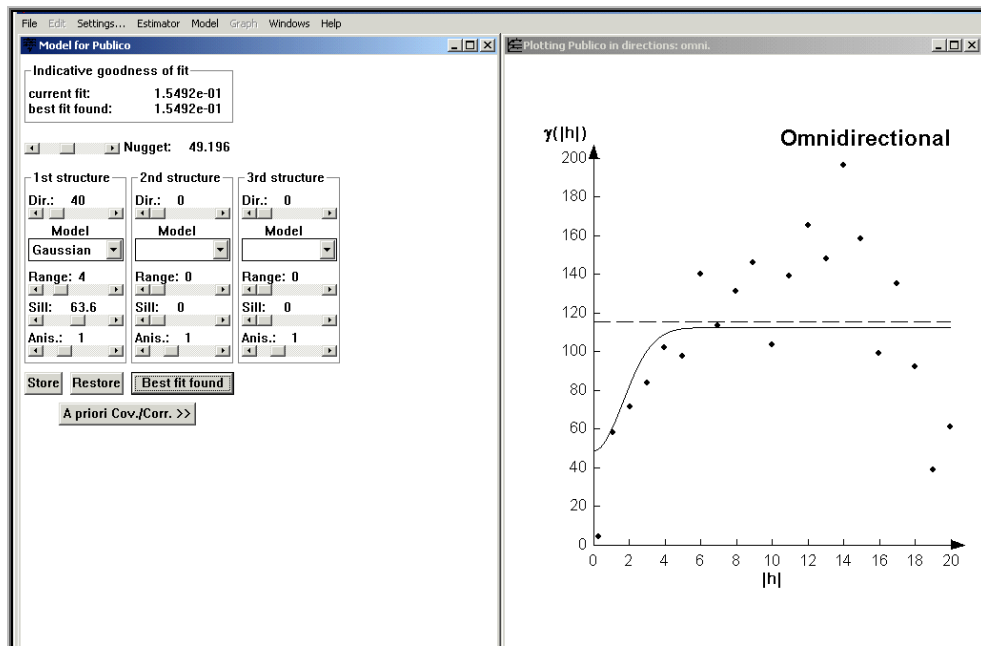 File Edit Settings... Estimator Model Graph Windows Help
Model for Publico
Indicative goodness of fit
current fit: 1.5492e-01
best fit found: 1.5492e-01
Nugget: 49.196
1st structure 2nd structure 3rd structure
Dir.: 40 Dir.: 0 Dir.: 0
Model Model Model
Gaussian
Range: 4 Range: 0 Range: 0
Sill: 63.6 Sill: 0 Sill: 0
Anis.: 1 Anis.: 1 Anis.: 1
Store Restore Best fit found
A priori Cov./Corr. >>
Plotting Publico in directions: omni.
γ(|h|)
Omnidirectional
200
180
160
140
120
100
80
60
40
20
0
0 2 4 6 8 10 12 14 16 18 20
|h|